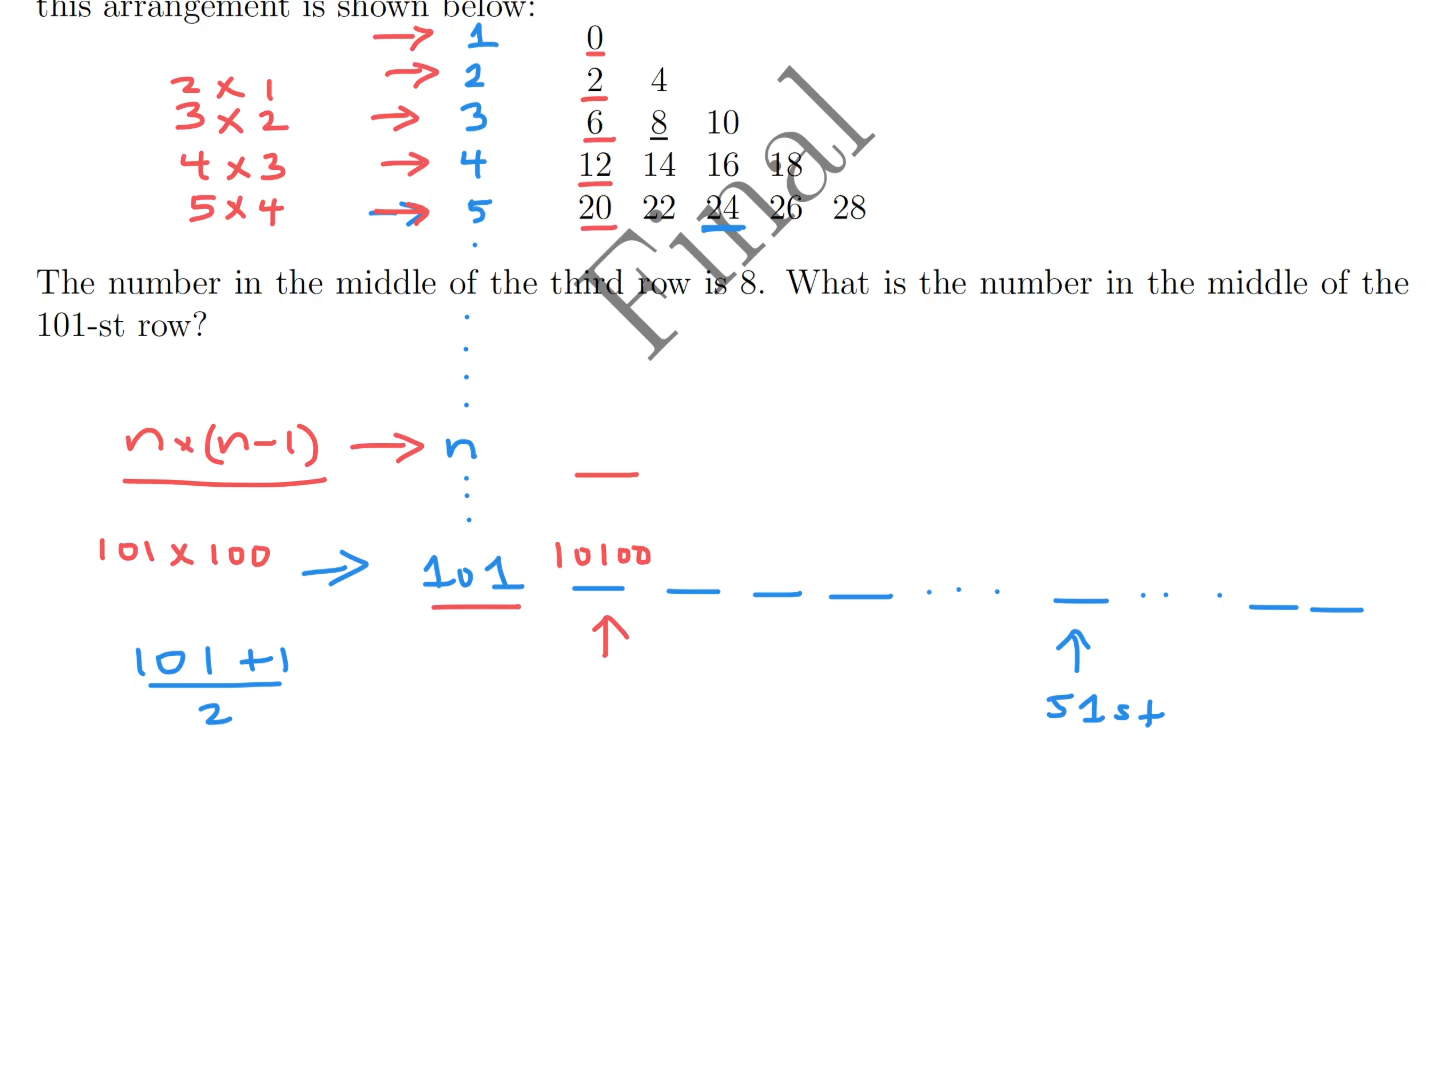 this arrangement is shown below:
→ 1 0
2 × 1 → 2 2 4
3 × 2 → 3 6 8 10
4 × 3 → 4 12 14 16 18
5 × 4 → 5 20 22 24 26 28
Final
The number in the middle of the third row is 8. What is the number in the middle of the
101-st row?
n × (n-1) → n
101 × 100 → 101 10100
101 + 1
2
51st